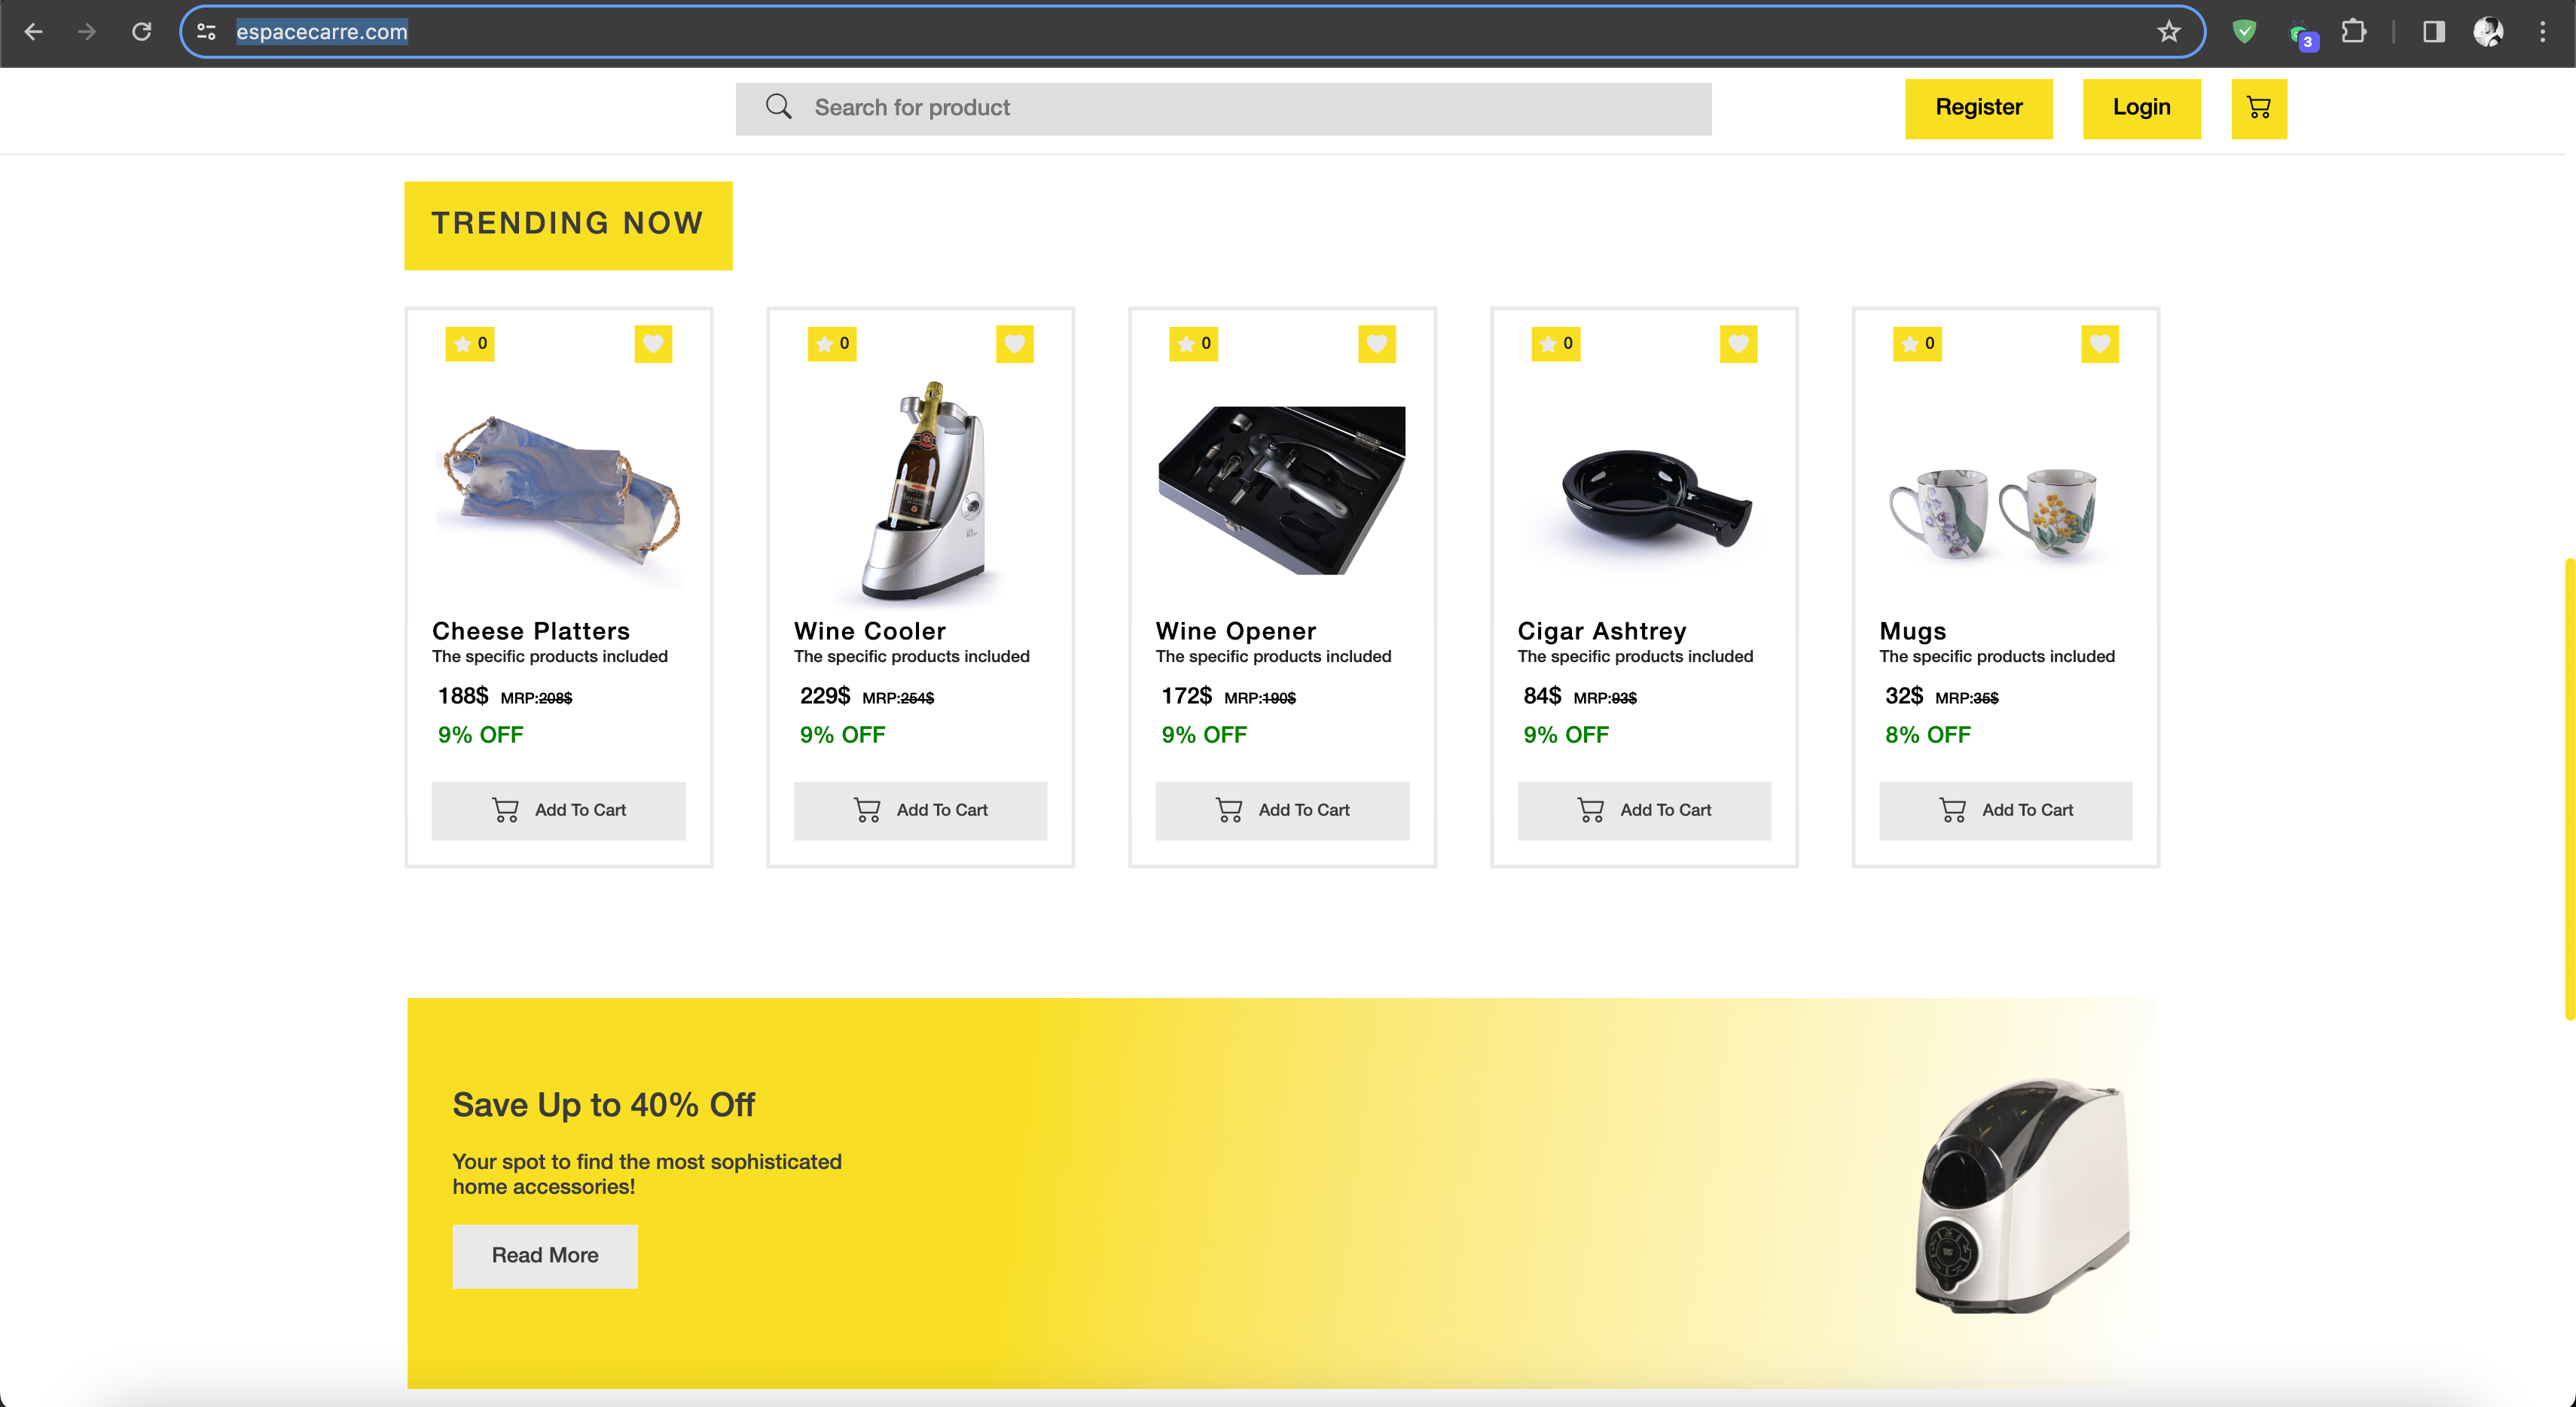 espacecarre.com
3
Search for product
Register
Login
TRENDING NOW
0
0
0
0
0
Cheese Platters
The specific products included
188$ MRP:208$
9% OFF
Add To Cart
Wine Cooler
The specific products included
229$ MRP:254$
9% OFF
Add To Cart
Wine Opener
The specific products included
172$ MRP:190$
9% OFF
Add To Cart
Cigar Ashtrey
The specific products included
84$ MRP:93$
9% OFF
Add To Cart
Mugs
The specific products included
32$ MRP:35$
8% OFF
Add To Cart
Save Up to 40% Off
Your spot to find the most sophisticated
home accessories!
Read More